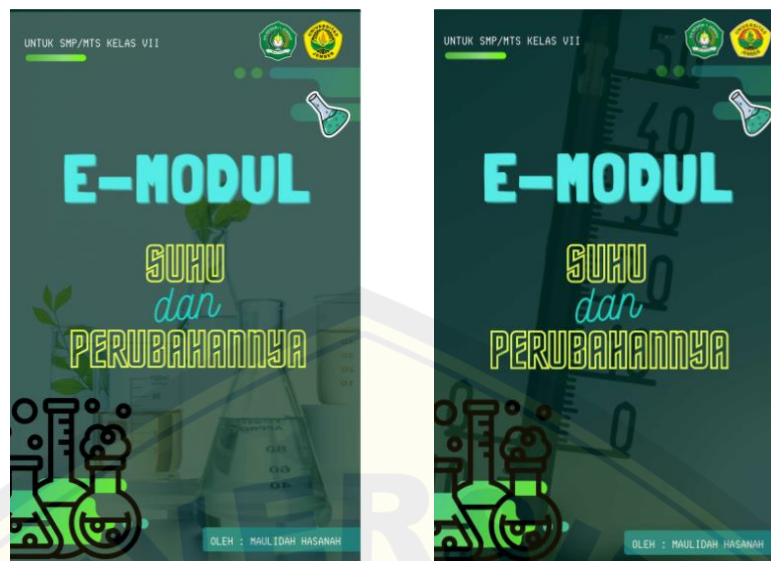 UNTUK SMP/MTS KELAS VII
E-MODUL
SUHU
dan
PERUBAHANNYA
OLEH : MAULIDAH HASANAH
UNTUK SMP/MTS KELAS VII
E-MODUL
SUHU
dan
PERUBAHANNYA
OLEH : MAULIDAH HASANAH